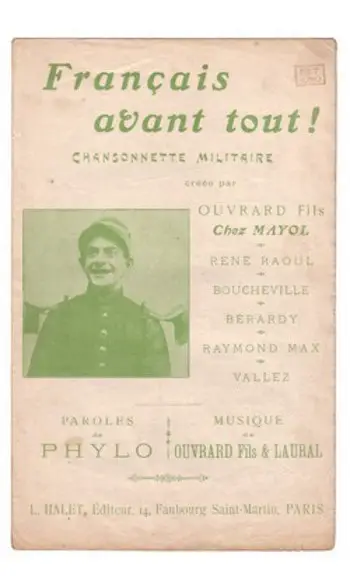 Français
avant tout!
CHANSONNETTE MILITAIRE
créée par
OUVRARD Fils
Chez MAYOL
RENÉ RAOUL
BOUCHEVILLE
BÉRARDY
RAYMOND MAX
VALLEZ
PAROLES
de
PHYLO
MUSIQUE
de
OUVRARD Fils & LAURAL
L. HALET, Éditeur, 14, Faubourg Saint-Martin, PARIS